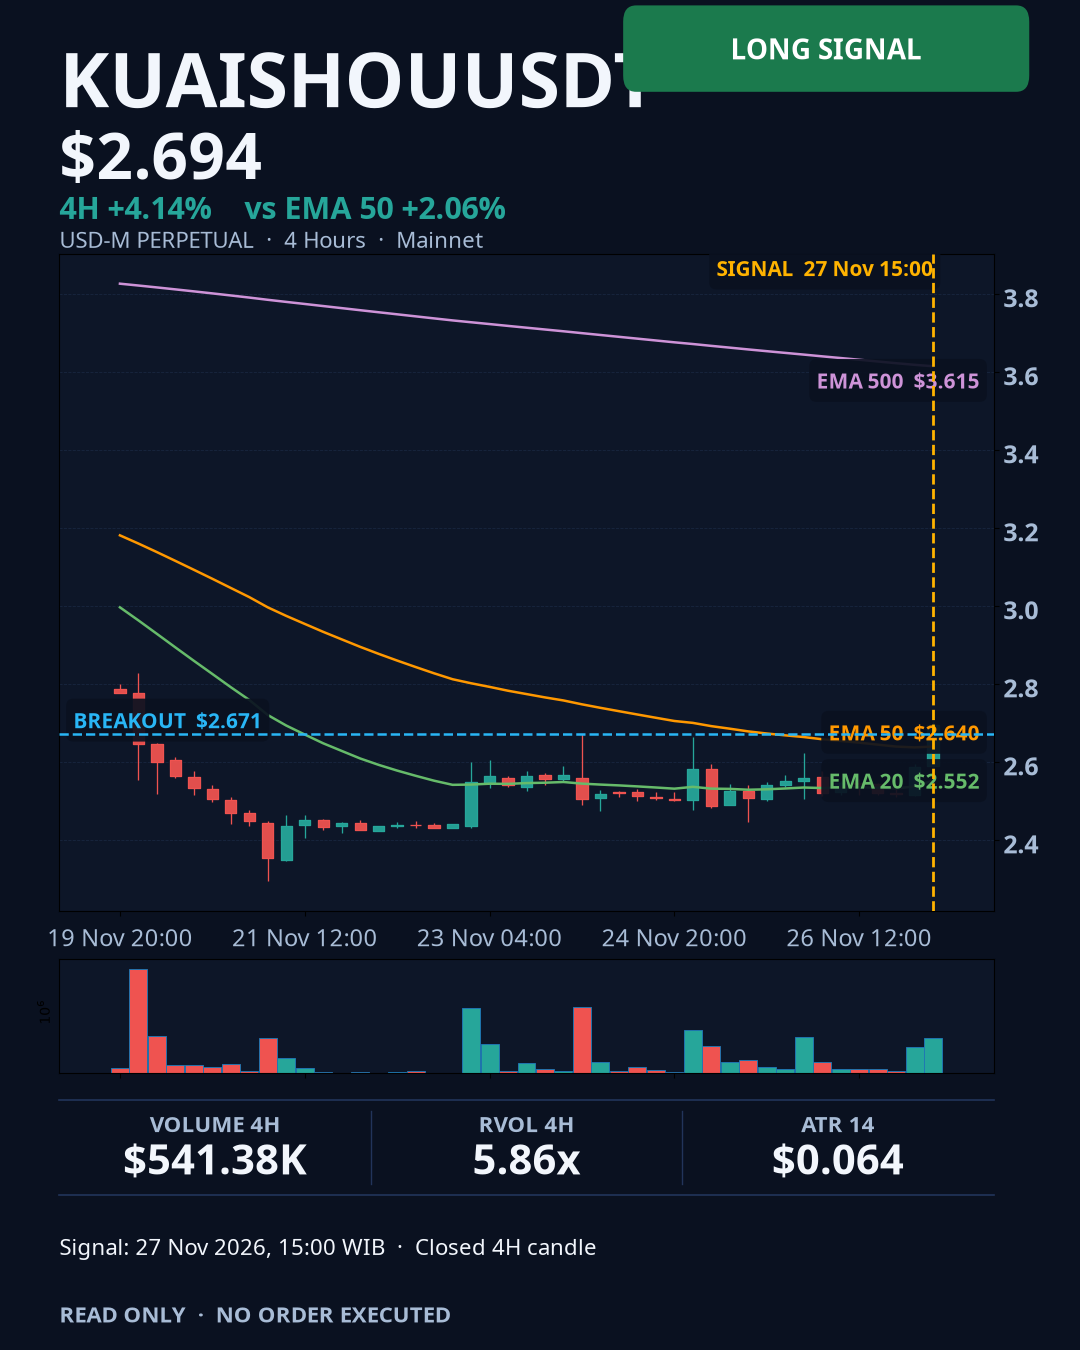 KUAISHOUUSDT
LONG SIGNAL
$2.694
4H +4.14% vs EMA 50 +2.06%
USD-M PERPETUAL · 4 Hours · Mainnet
SIGNAL 27 Nov 15:00
3.8
EMA 500 $3.615
3.6
3.4
3.2
3.0
2.8
BREAKOUT $2.671
EMA 50 $2.640
2.6
EMA 20 $2.552
2.4
19 Nov 20:00
21 Nov 12:00
23 Nov 04:00
24 Nov 20:00
26 Nov 12:00
10⁶
VOLUME 4H
$541.38K
RVOL 4H
5.86x
ATR 14
$0.064
Signal: 27 Nov 2026, 15:00 WIB · Closed 4H candle
READ ONLY · NO ORDER EXECUTED